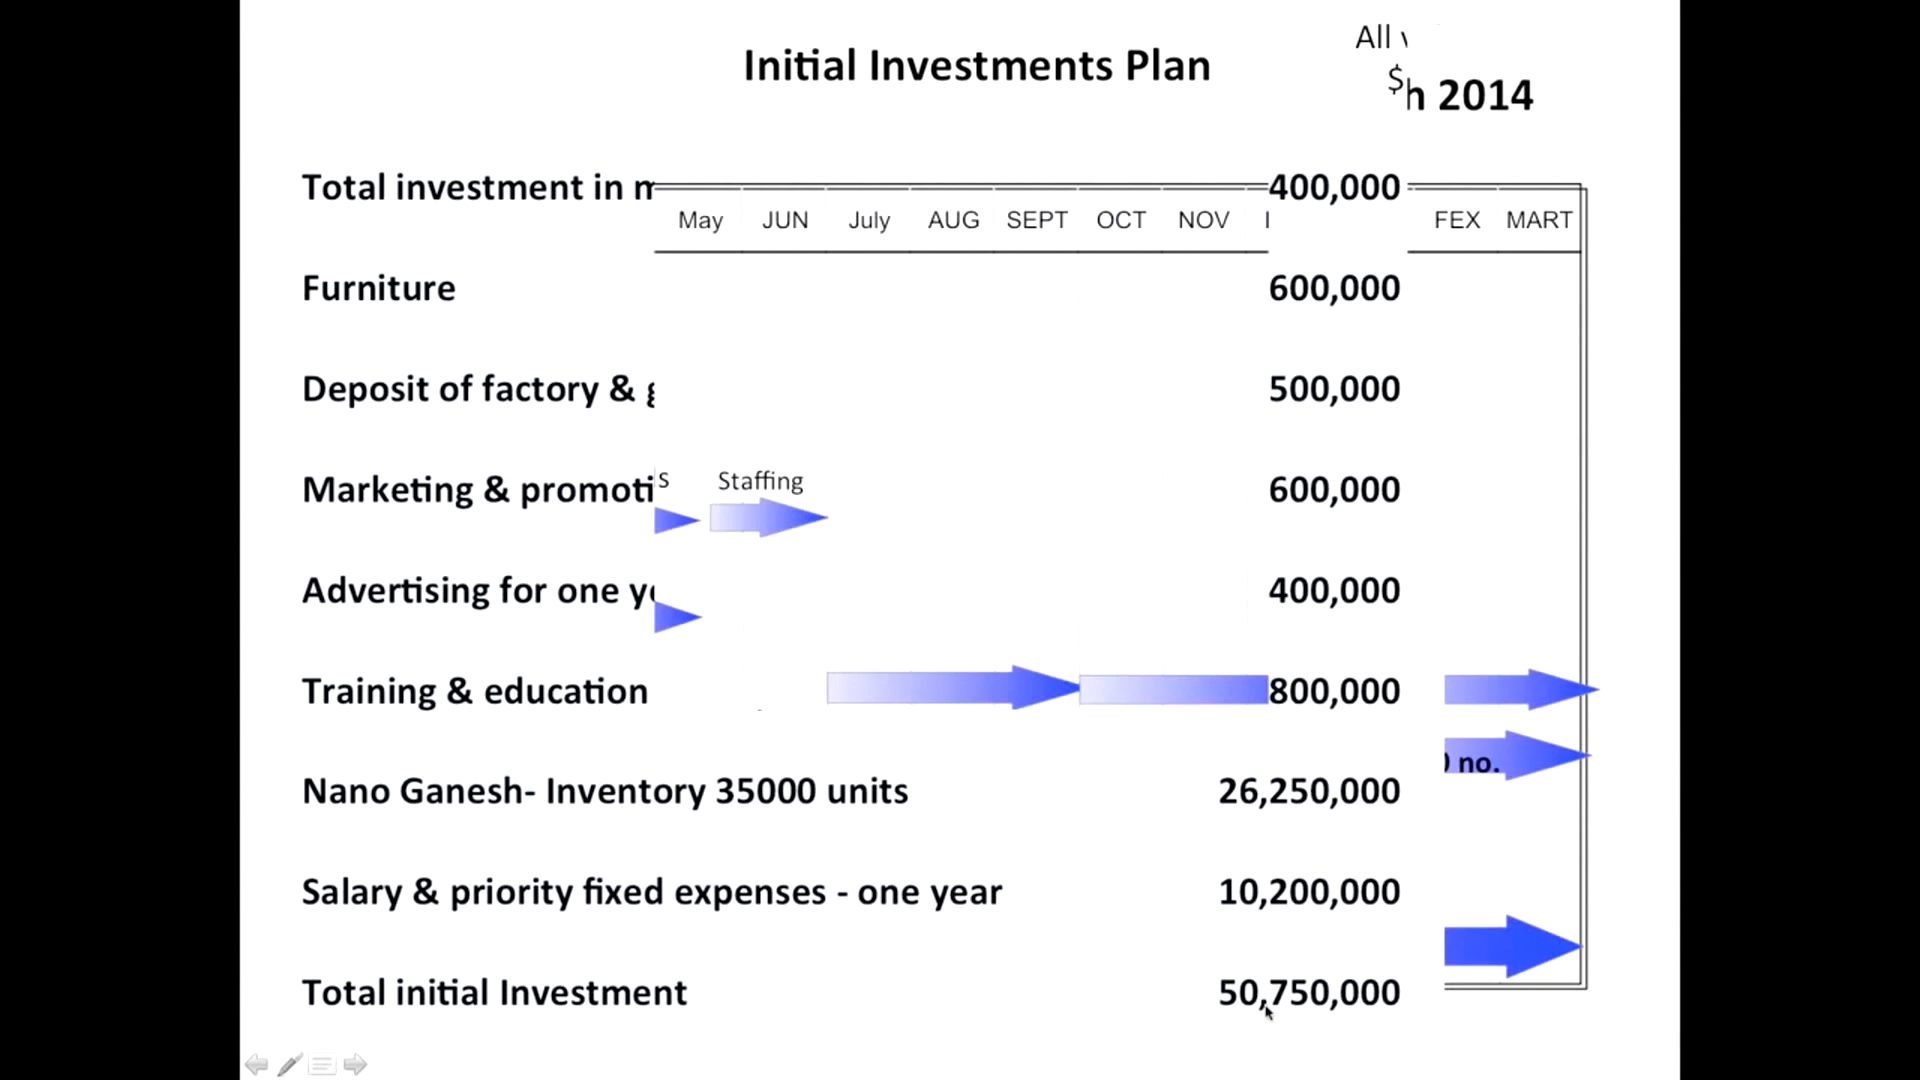 All
Initial Investments Plan
$h 2014
Total investment in
400,000
May JUN July AUG SEPT OCT NOV FEX MART
Furniture 600,000
Deposit of factory & 500,000
s Staffing
Marketing & promoti 600,000
Advertising for one 400,000
Training & education 800,000
no.
Nano Ganesh- Inventory 35000 units 26,250,000
Salary & priority fixed expenses - one year 10,200,000
Total initial Investment 50,750,000